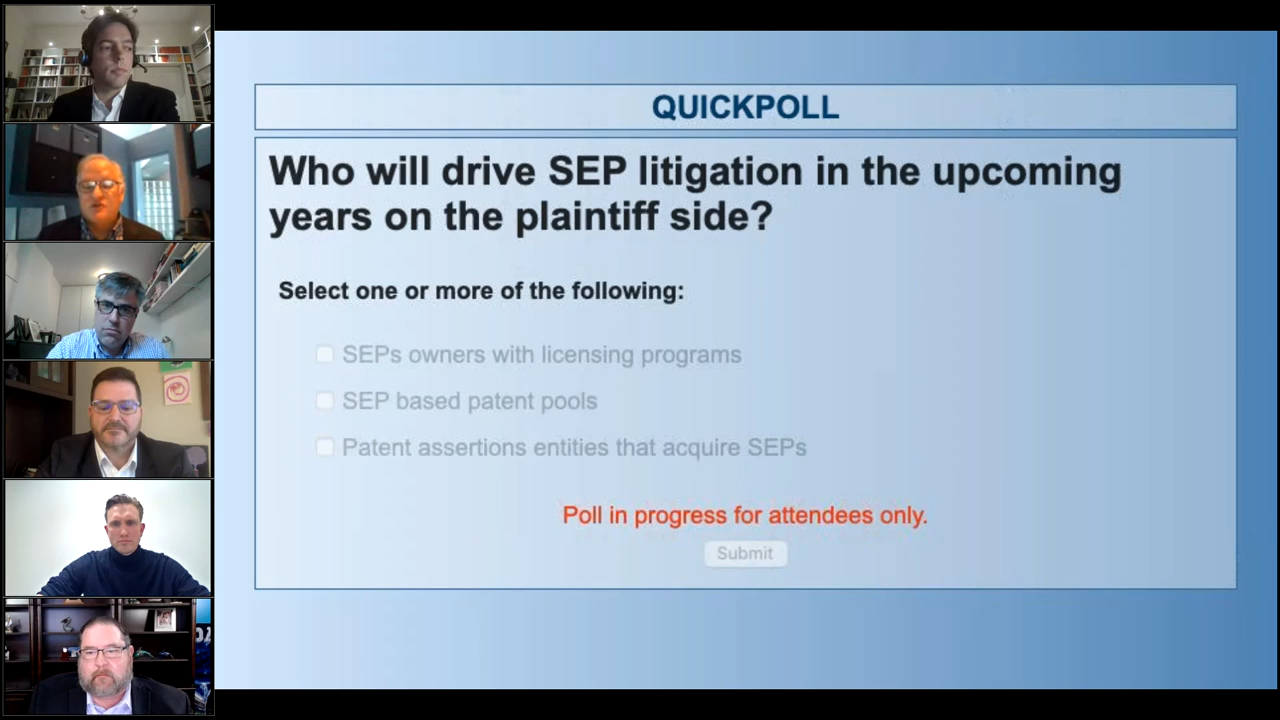 QUICKPOLL
Who will drive SEP litigation in the upcoming
years on the plaintiff side?
Select one or more of the following:
SEPs owners with licensing programs
SEP based patent pools
Patent assertions entities that acquire SEPs
Poll in progress for attendees only.
Submit